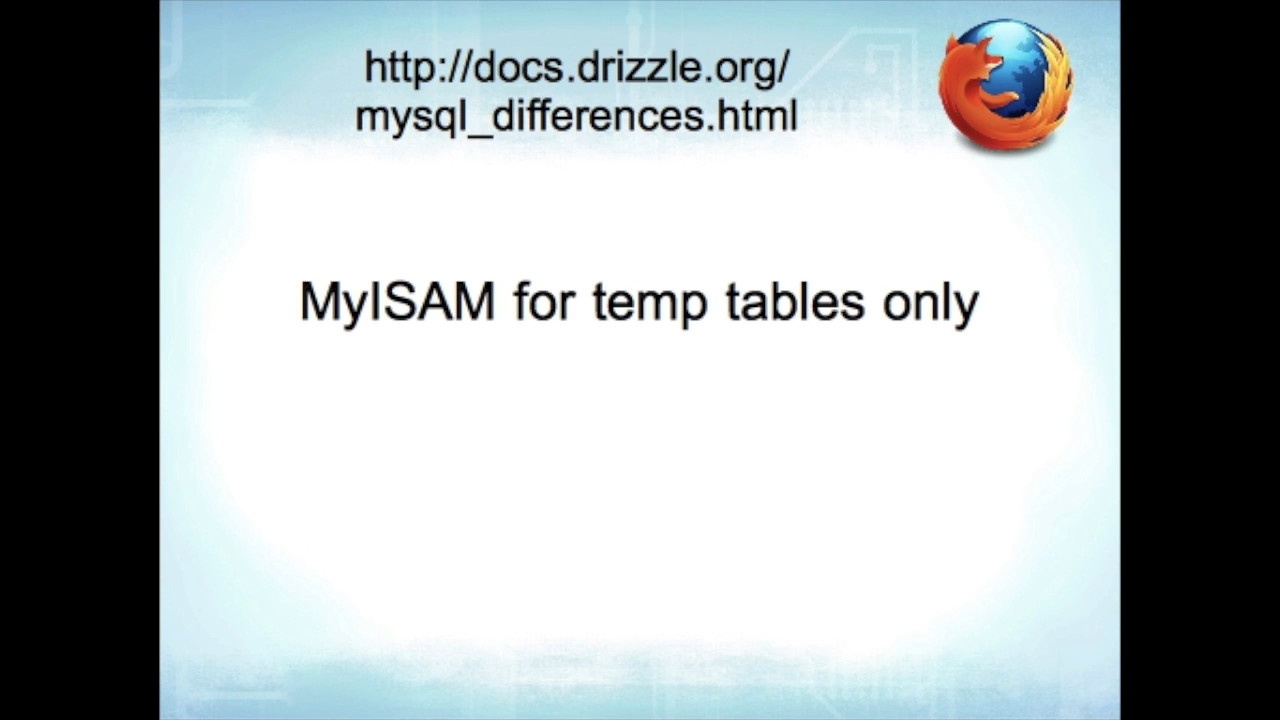 http://docs.drizzle.org/
mysql_differences.html
MyISAM for temp tables only